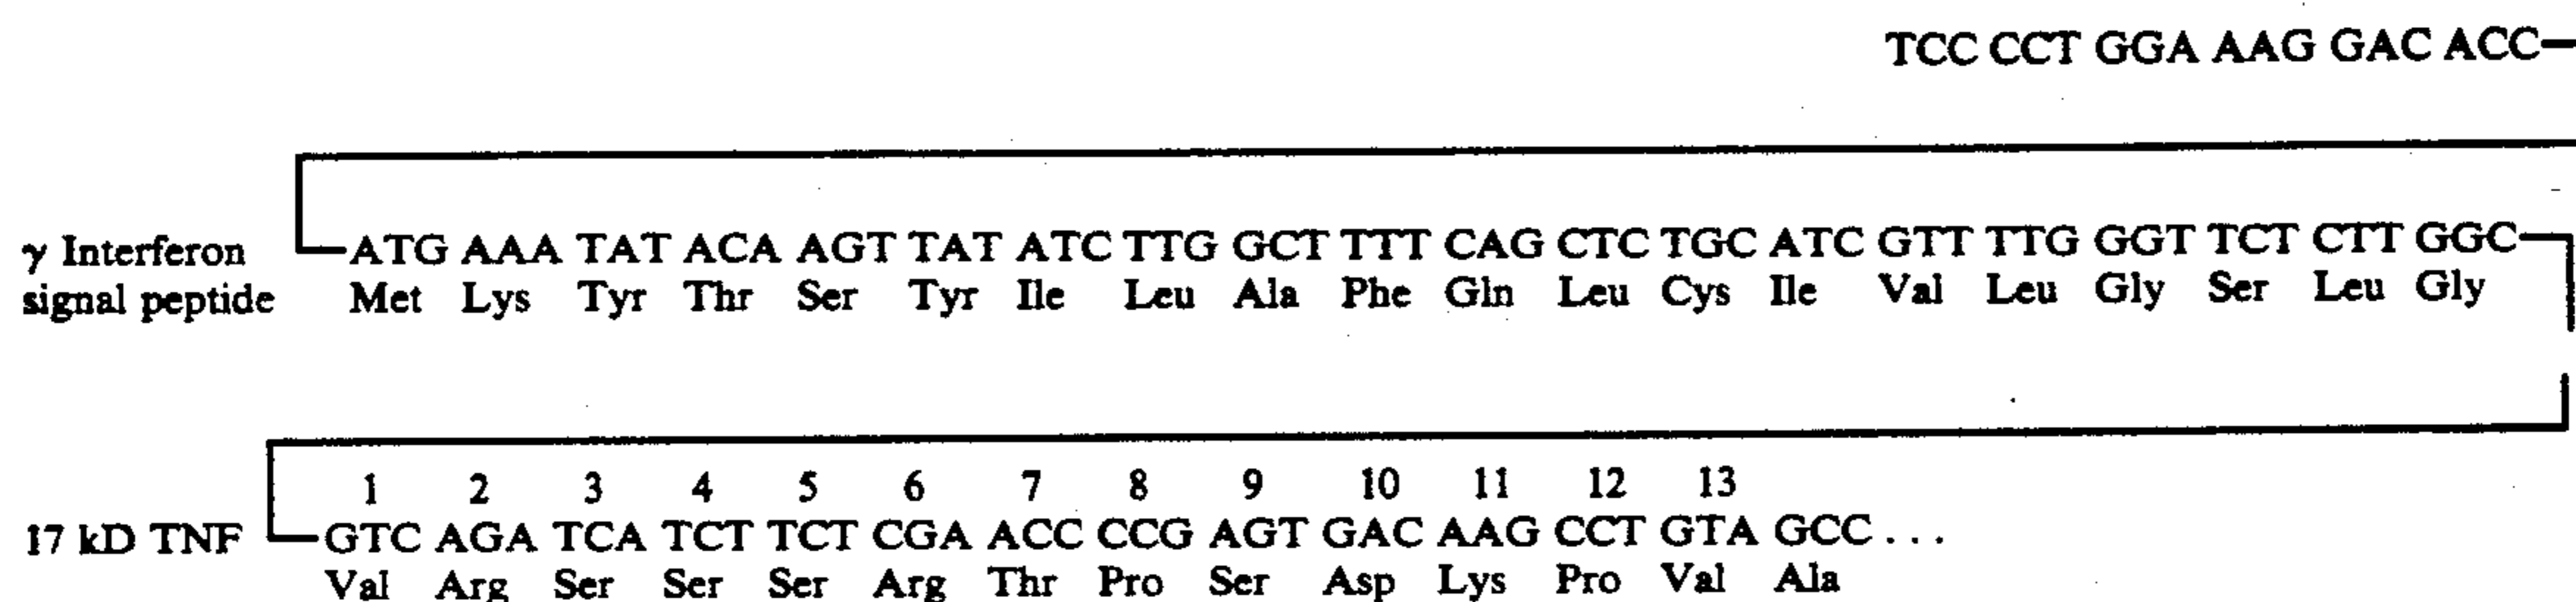 TCC CCT GGA AAG GAC ACC
γ Interferon ATG AAA TAT ACA AGT TAT ATC TTG GCT TTT CAG CTC TGC ATC GTT TTG GGT TCT CTT GGC
signal peptide Met Lys Tyr Thr Ser Tyr Ile Leu Ala Phe Gln Leu Cys Ile Val Leu Gly Ser Leu Gly
1 2 3 4 5 6 7 8 9 10 11 12 13
17 kD TNF GTC AGA TCA TCT TCT CGA ACC CCG AGT GAC AAG CCT GTA GCC ...
Val Arg Ser Ser Ser Arg Thr Pro Ser Asp Lys Pro Val Ala